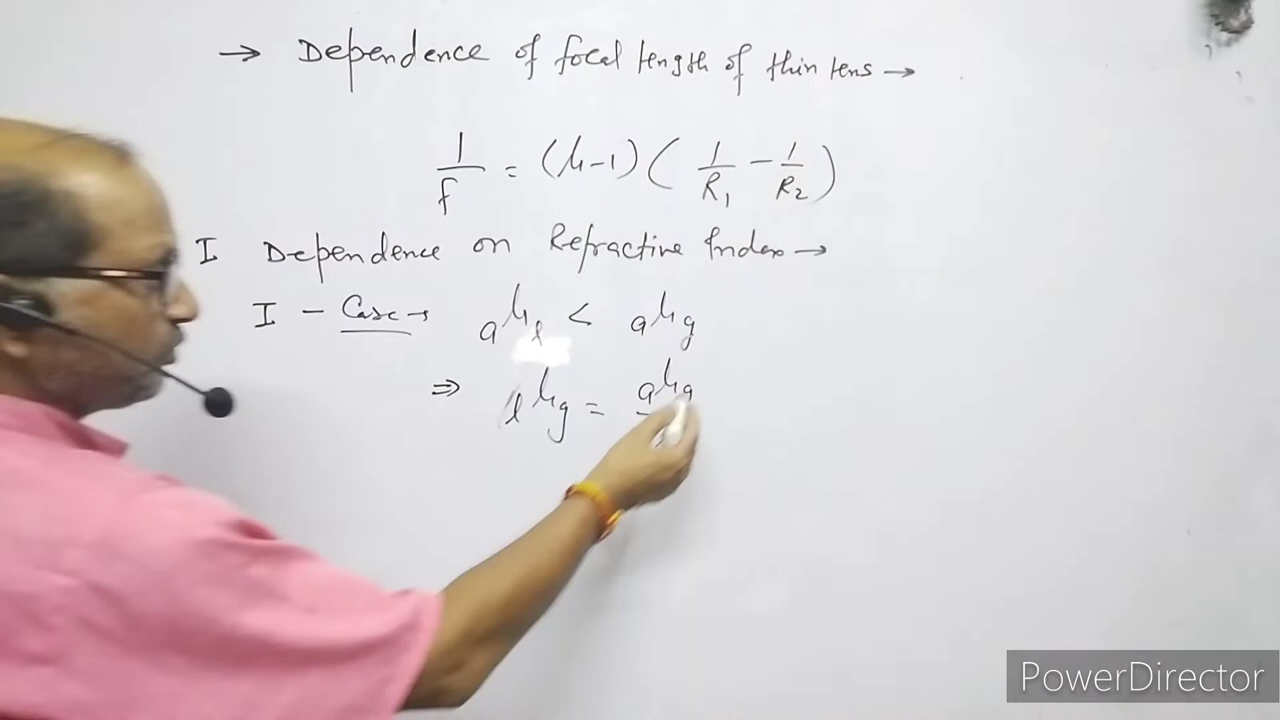 → Dependence of focal length of thin lens →
1/f = (μ-1) ( 1/R₁ - 1/R₂ )
I Dependence on Refractive Index →
I - Case → aμl < aμg
⇒ lμg = aμg
PowerDirector